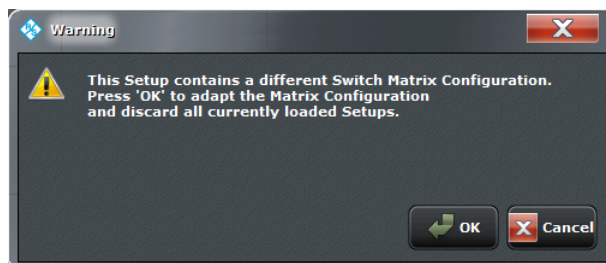 Warning
This Setup contains a different Switch Matrix Configuration.
Press 'OK' to adapt the Matrix Configuration
and discard all currently loaded Setups.
OK
Cancel